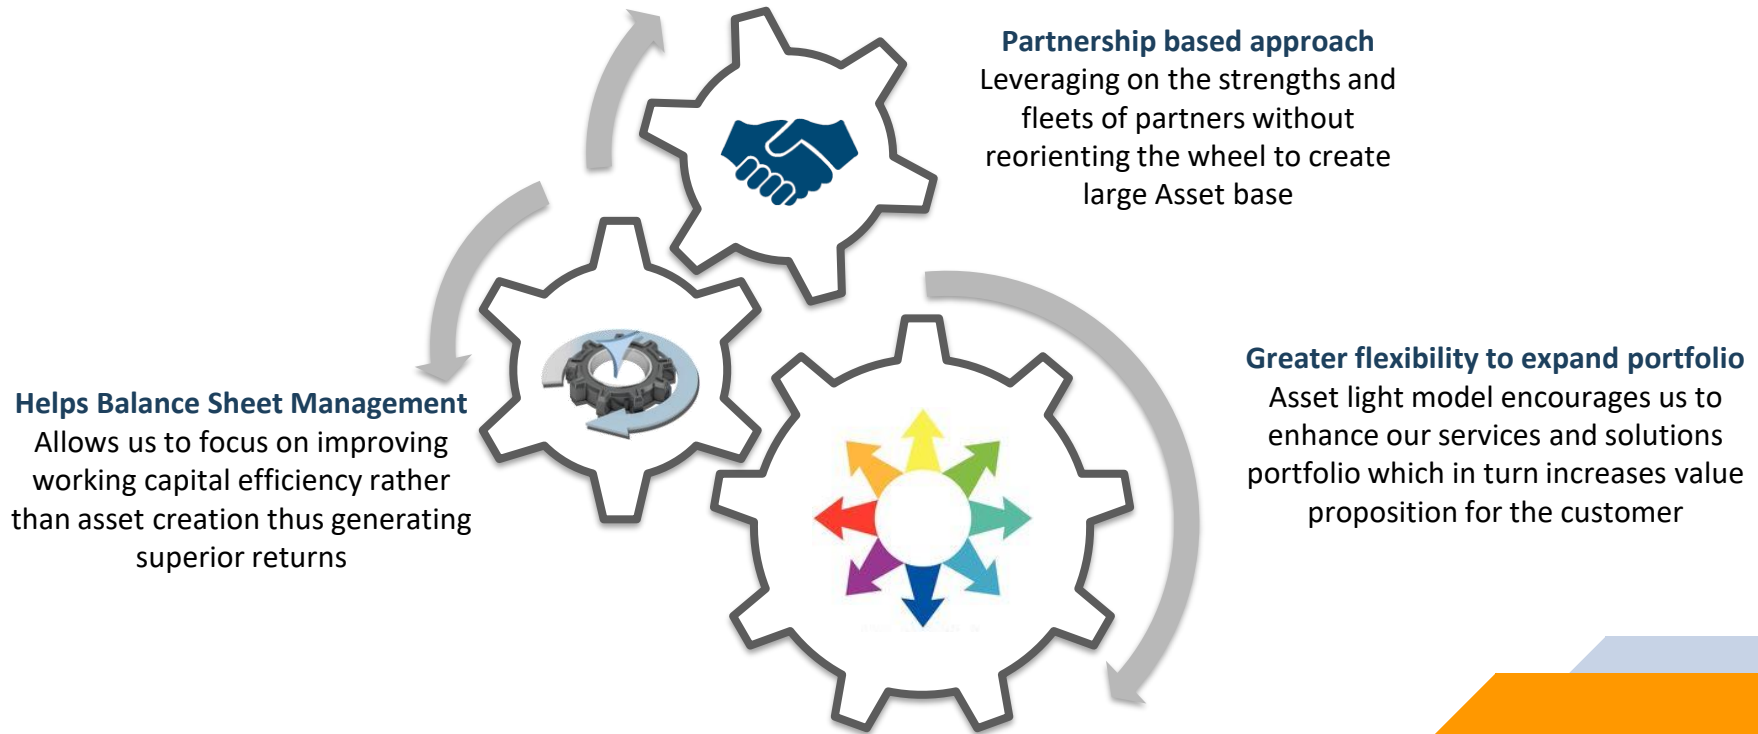 Partnership based approach
Leveraging on the strengths and
fleets of partners without
reorienting the wheel to create
large Asset base
Greater flexibility to expand portfolio
Asset light model encourages us to
enhance our services and solutions
portfolio which in turn increases value
proposition for the customer
Helps Balance Sheet Management
Allows us to focus on improving
working capital efficiency rather
than asset creation thus generating
superior returns